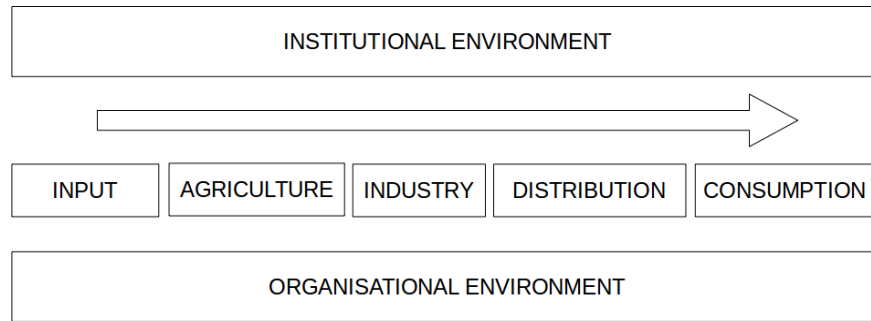 INSTITUTIONAL ENVIRONMENT
INPUT
AGRICULTURE
INDUSTRY
DISTRIBUTION
CONSUMPTION
ORGANISATIONAL ENVIRONMENT